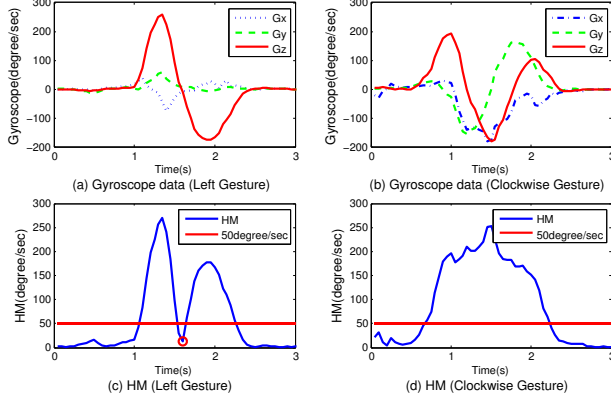 300
200
100
0
−100
−200
Gyroscope(degree/sec)
Gx
Gy
Gz
0 1 2 3
Time(s)
(a) Gyroscope data (Left Gesture)
300
200
100
0
−100
−200
Gyroscope(degree/sec)
Gx
Gy
Gz
0 1 2 3
Time(s)
(b) Gyroscope data (Clockwise Gesture)
300
250
200
150
100
50
0
HM(degree/sec)
HM
50degree/sec
0 1 2 3
Time(s)
(c) HM (Left Gesture)
300
250
200
150
100
50
0
HM(degree/sec)
HM
50degree/sec
0 1 2 3
Time(s)
(d) HM (Clockwise Gesture)